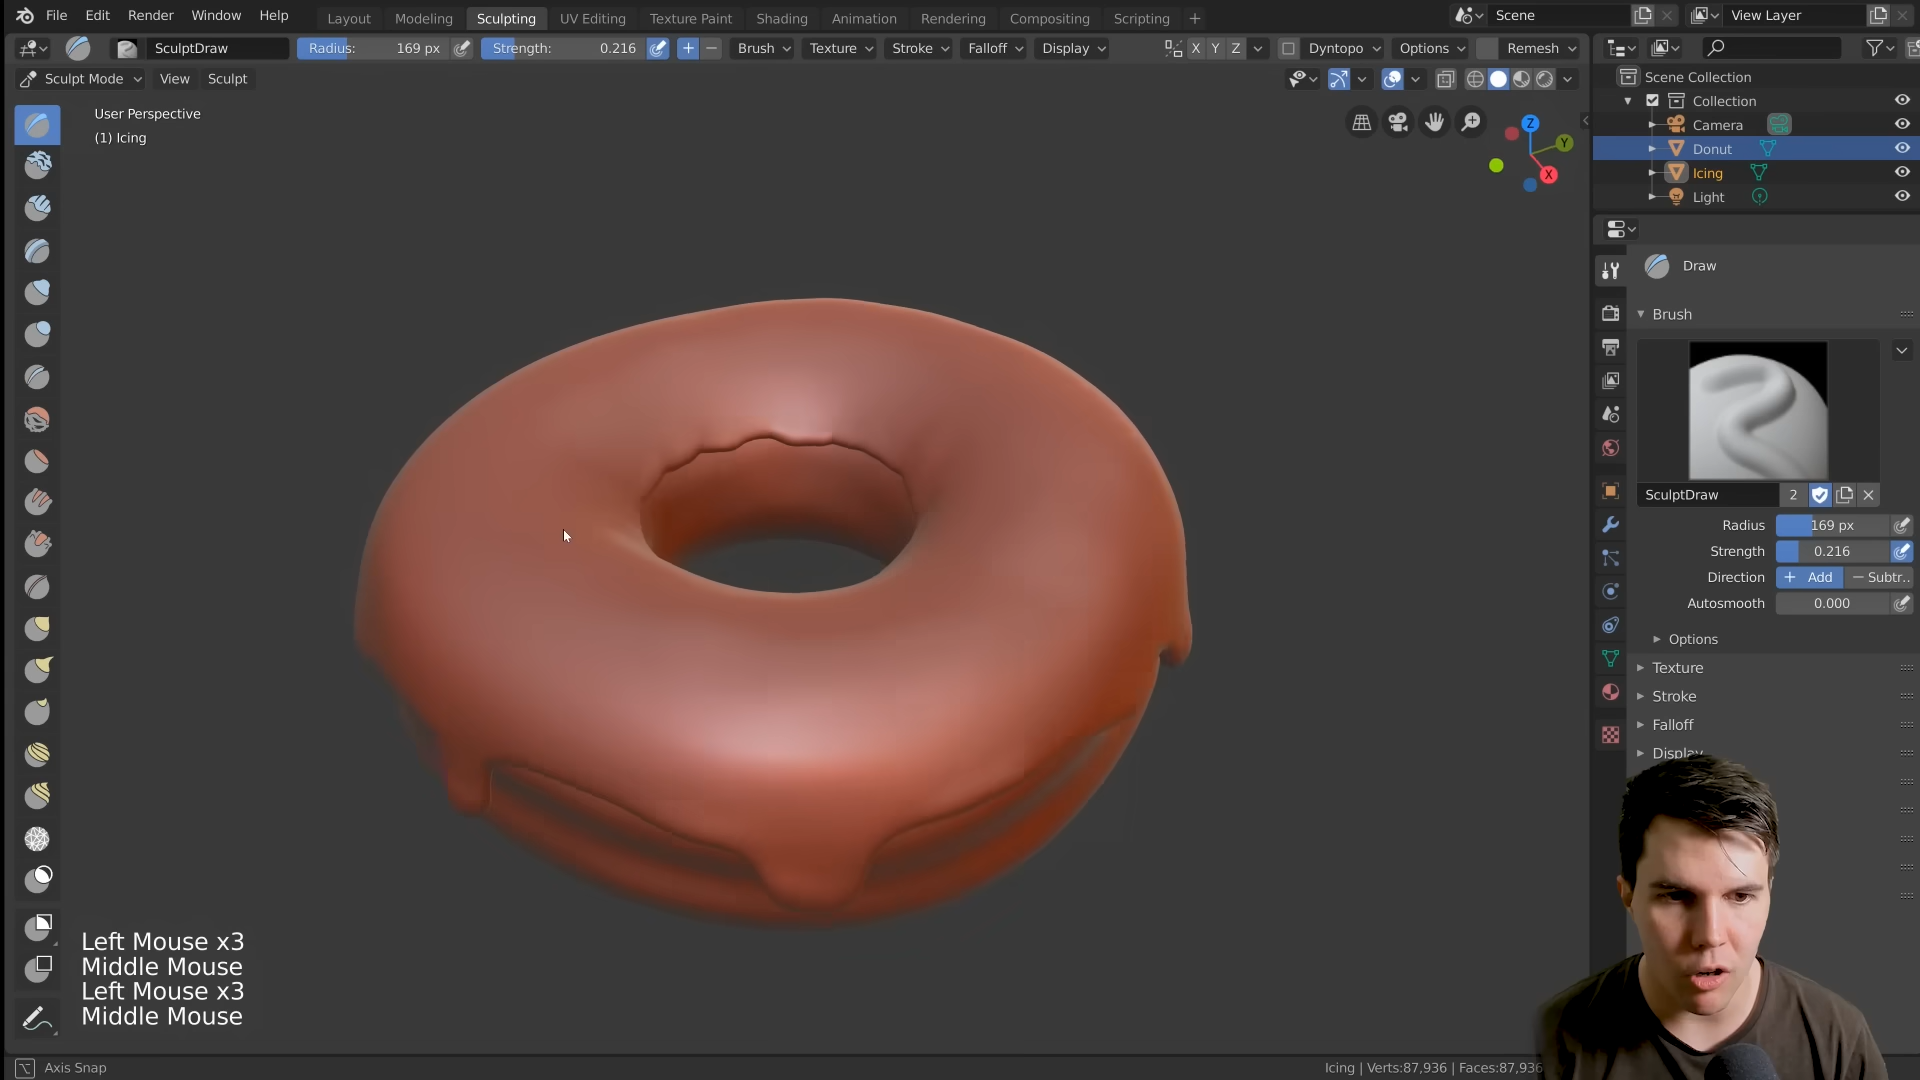 File Edit Render Window Help Layout Modeling Sculpting UV Editing Texture Paint Shading Animation Rendering Compositing Scripting + Scene View Layer
SculptDraw Radius: 169 px Strength: 0.216 + − Brush Texture Stroke Falloff Display X Y Z Dyntopo Options Remesh
Sculpt Mode View Sculpt
User Perspective
(1) Icing
Z
Y
X
Scene Collection
Collection
Camera
Donut
Icing
Light
Draw
Brush
SculptDraw 2
Radius 169 px
Strength 0.216
Direction + Add − Subtr..
Autosmooth 0.000
Options
Texture
Stroke
Falloff
Display
Left Mouse x3
Middle Mouse
Left Mouse x3
Middle Mouse
Axis Snap
Icing | Verts:87,936 | Faces:87,936